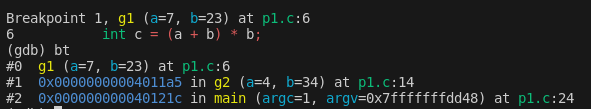 Breakpoint 1, g1 (a=7, b=23) at p1.c:6
6 int c = (a + b) * b;
(gdb) bt
#0 g1 (a=7, b=23) at p1.c:6
#1 0x00000000004011a5 in g2 (a=4, b=34) at p1.c:14
#2 0x000000000040121c in main (argc=1, argv=0x7fffffffdd48) at p1.c:24